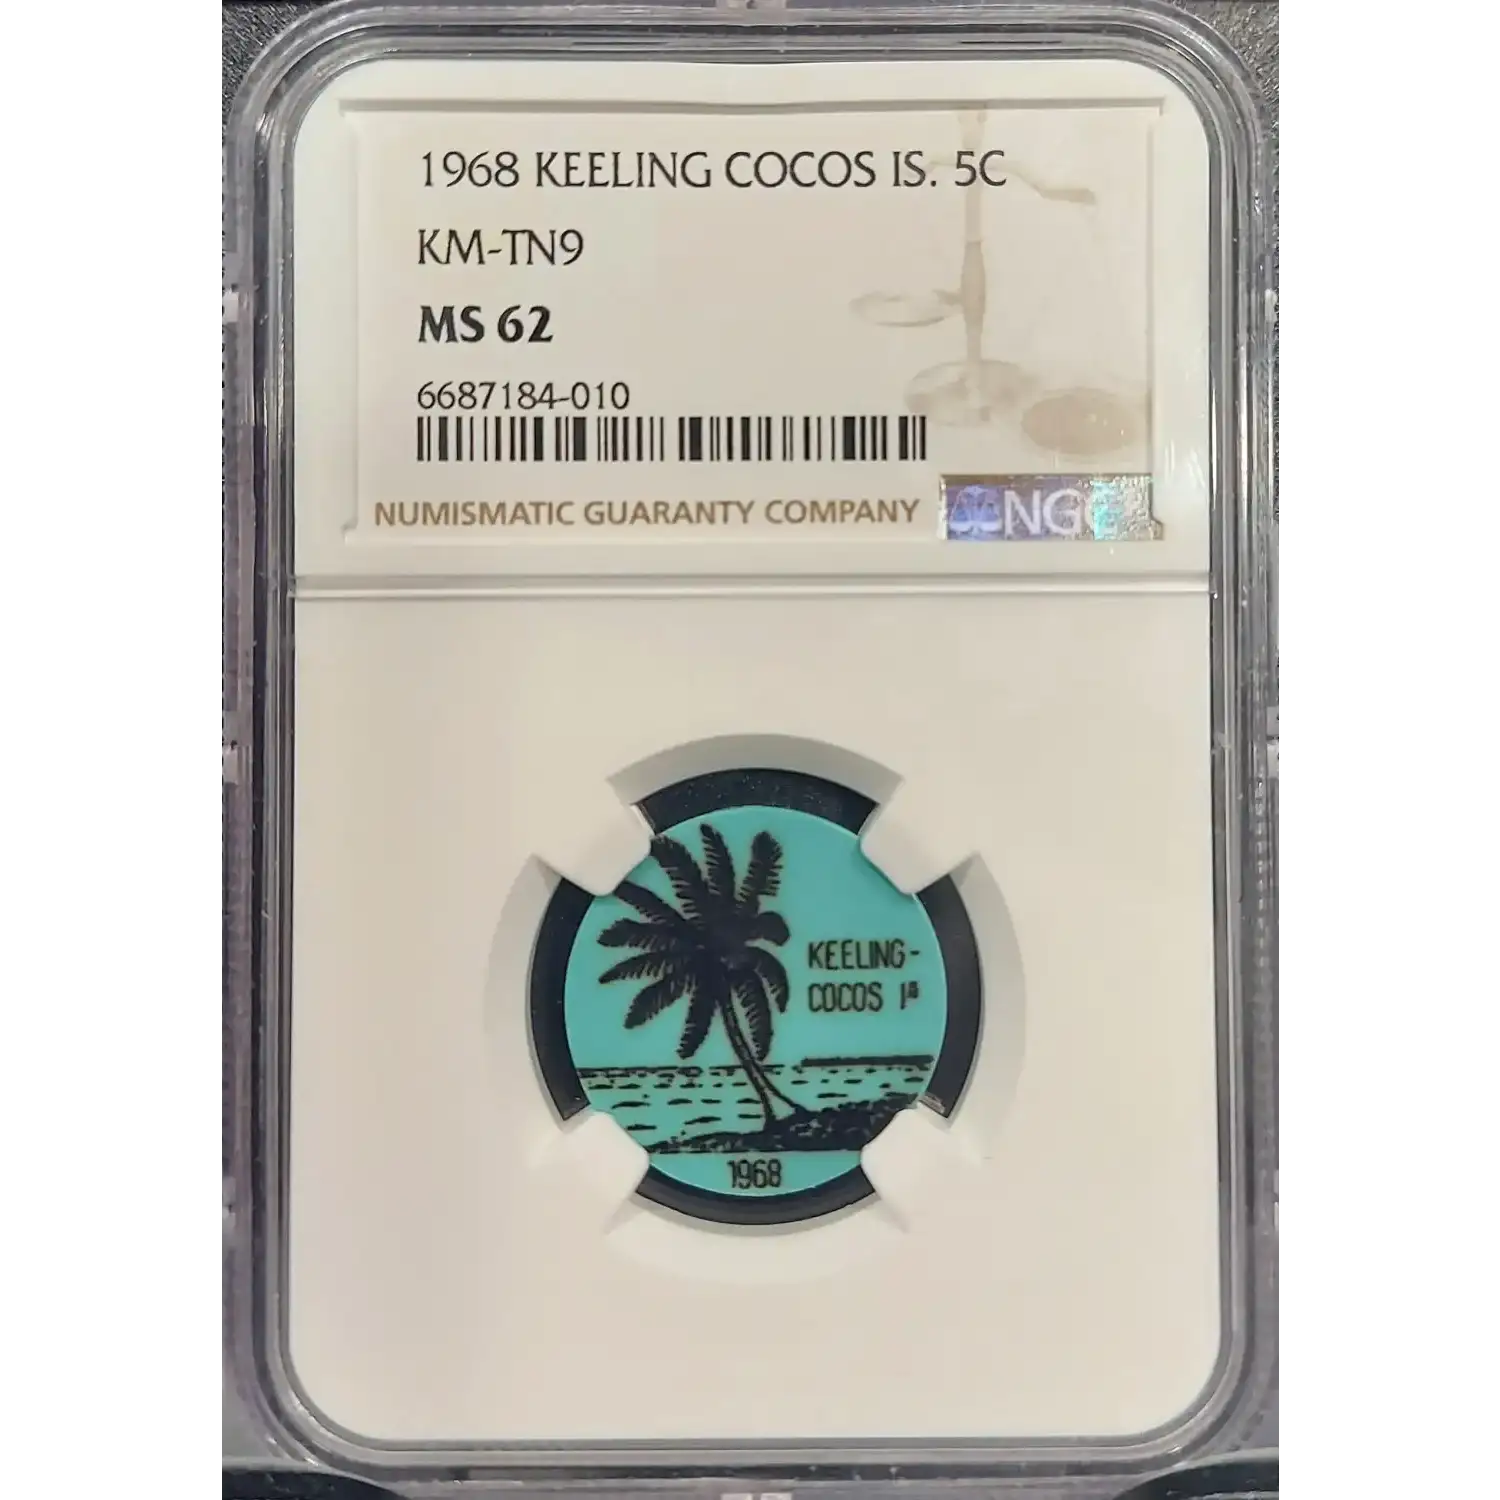 1968 KEELING COCOS IS. 5C
KM-TN9
MS 62
6687184-010
NUMISMATIC GUARANTY COMPANY
NGC
KEELING-
COCOS Iˢ
1968